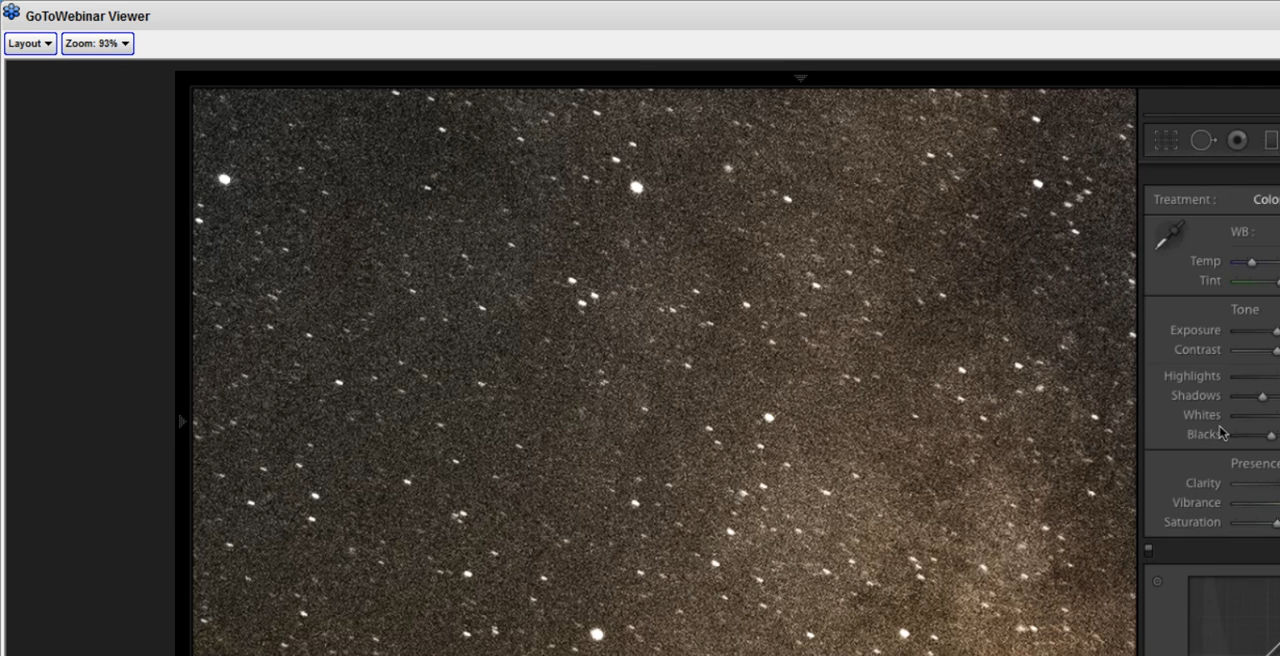 GoToWebinar Viewer
Layout
Zoom: 93%
Treatment :
WB :
Temp
Tint
Tone
Exposure
Contrast
Highlights
Shadows
Whites
Blacks
Presence
Clarity
Vibrance
Saturation